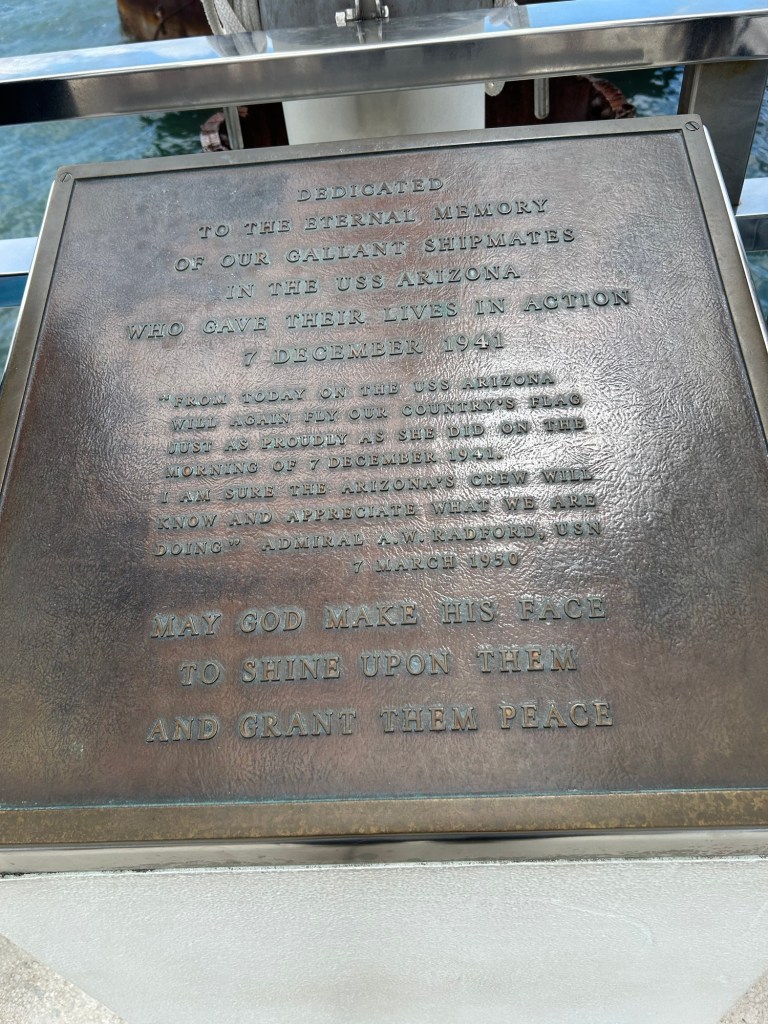 DEDICATED
TO THE ETERNAL MEMORY
OF OUR GALLANT SHIPMATES
IN THE USS ARIZONA
WHO GAVE THEIR LIVES IN ACTION
7 DECEMBER 1941
"FROM TODAY ON THE USS ARIZONA
WILL AGAIN FLY OUR COUNTRY'S FLAG
JUST AS PROUDLY AS SHE DID ON THE
MORNING OF 7 DECEMBER 1941.
I AM SURE THE ARIZONA'S CREW WILL
KNOW AND APPRECIATE WHAT WE ARE
DOING" ADMIRAL A.W. RADFORD, USN
7 MARCH 1950
MAY GOD MAKE HIS FACE
TO SHINE UPON THEM
AND GRANT THEM PEACE